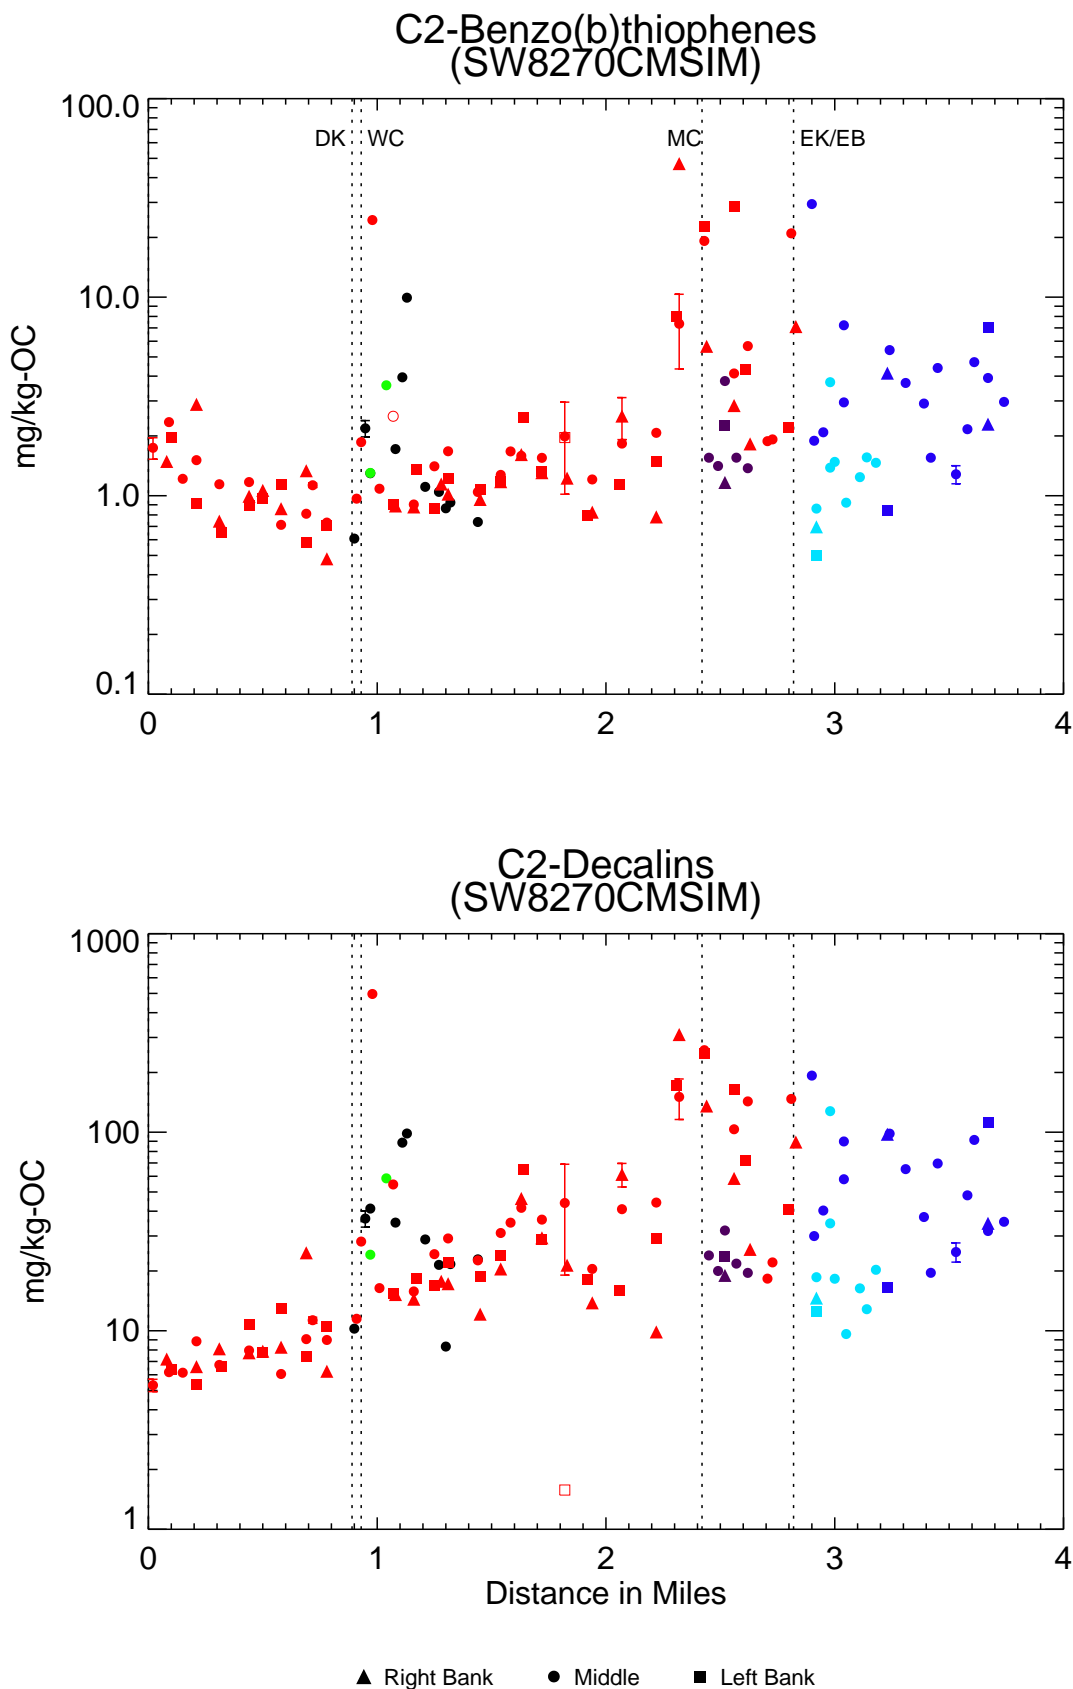 C2-Benzo(b)thiophenes
(SW8270CMSIM)
100.0
10.0
1.0
0.1
mg/kg-OC
DK
WC
MC
EK/EB
0 1 2 3 4
C2-Decalins
(SW8270CMSIM)
1000
100
10
1
mg/kg-OC
0 1 2 3 4
Distance in Miles
Right Bank Middle Left Bank